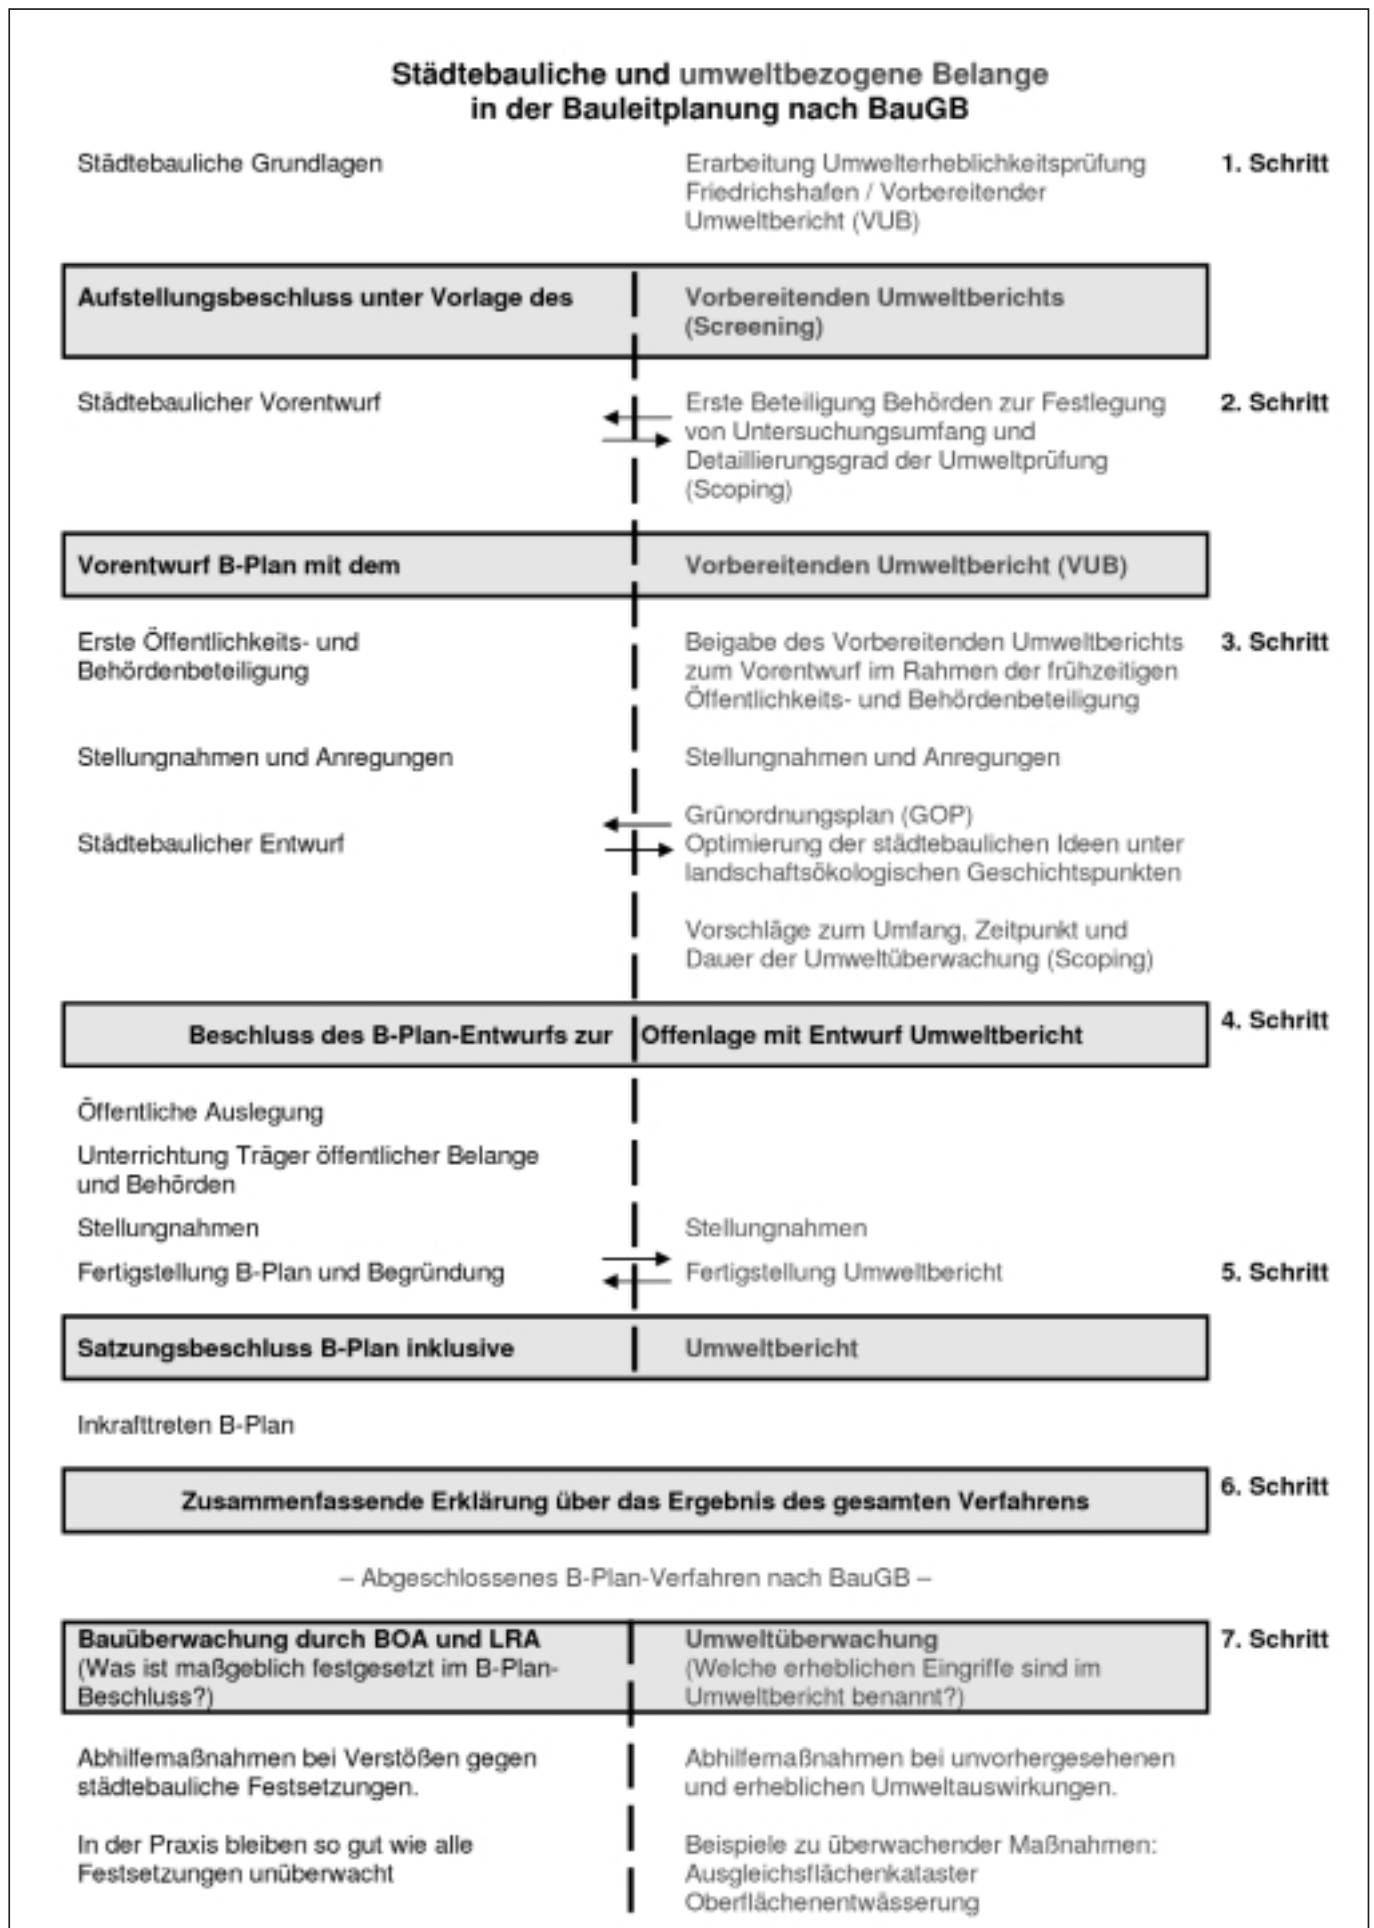 Städtebauliche und umweltbezogene Belange
in der Bauleitplanung nach BauGB
Städtebauliche Grundlagen
Erarbeitung Umwelterheblichkeitsprüfung
Friedrichshafen / Vorbereitender
Umweltbericht (VUB)
1. Schritt
Aufstellungsbeschluss unter Vorlage des
Vorbereitenden Umweltberichts
(Screening)
Städtebaulicher Vorentwurf
Erste Beteiligung Behörden zur Festlegung
von Untersuchungsumfang und
Detaillierungsgrad der Umweltprüfung
(Scoping)
2. Schritt
Vorentwurf B-Plan mit dem
Vorbereitenden Umweltbericht (VUB)
Erste Öffentlichkeits- und
Behördenbeteiligung
Beigabe des Vorbereitenden Umweltberichts
zum Vorentwurf im Rahmen der frühzeitigen
Öffentlichkeits- und Behördenbeteiligung
3. Schritt
Stellungnahmen und Anregungen
Stellungnahmen und Anregungen
Städtebaulicher Entwurf
Grünordnungsplan (GOP)
Optimierung der städtebaulichen Ideen unter
landschaftsökologischen Geschichtspunkten
Vorschläge zum Umfang, Zeitpunkt und
Dauer der Umweltüberwachung (Scoping)
Beschluss des B-Plan-Entwurfs zur Offenlage mit Entwurf Umweltbericht
4. Schritt
Öffentliche Auslegung
Unterrichtung Träger öffentlicher Belange
und Behörden
Stellungnahmen
Stellungnahmen
Fertigstellung B-Plan und Begründung
Fertigstellung Umweltbericht
5. Schritt
Satzungsbeschluss B-Plan inklusive
Umweltbericht
Inkrafttreten B-Plan
Zusammenfassende Erklärung über das Ergebnis des gesamten Verfahrens
6. Schritt
– Abgeschlossenes B-Plan-Verfahren nach BauGB –
Bauüberwachung durch BOA und LRA
(Was ist maßgeblich festgesetzt im B-Plan-
Beschluss?)
Umweltüberwachung
(Welche erheblichen Eingriffe sind im
Umweltbericht benannt?)
7. Schritt
Abhilfemaßnahmen bei Verstößen gegen
städtebauliche Festsetzungen.
Abhilfemaßnahmen bei unvorhergesehenen
und erheblichen Umweltauswirkungen.
In der Praxis bleiben so gut wie alle
Festsetzungen unüberwacht
Beispiele zu überwachender Maßnahmen:
Ausgleichsflächenkataster
Oberflächenentwässerung